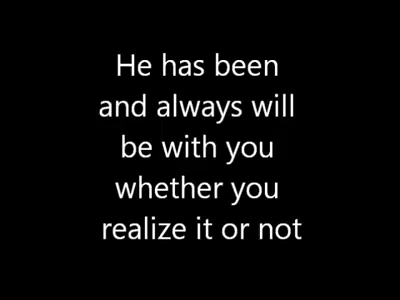 He has been
and always will
be with you
whether you
realize it or not